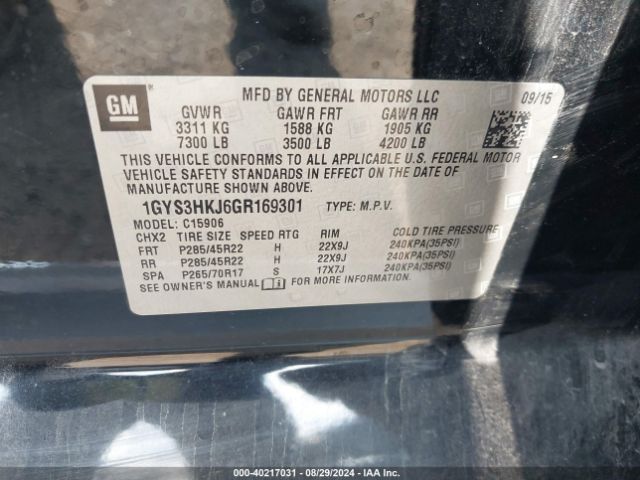 GM
MFD BY GENERAL MOTORS LLC 09/15
GVWR GAWR FRT GAWR RR
3311 KG 1588 KG 1905 KG
7300 LB 3500 LB 4200 LB
THIS VEHICLE CONFORMS TO ALL APPLICABLE U.S. FEDERAL MOTOR
VEHICLE SAFETY STANDARDS IN EFFECT ON THE DATE OF
MANUFACTURE SHOWN ABOVE.
1GYS3HKJ6GR169301 TYPE: M.P.V.
MODEL: C15906
CHX2 TIRE SIZE SPEED RTG RIM COLD TIRE PRESSURE
FRT P285/45R22 H 22X9J 240KPA(35PSI)
RR P285/45R22 H 22X9J 240KPA(35PSI)
SPA P265/70R17 S 17X7J 240KPA(35PSI)
SEE OWNER'S MANUAL FOR MORE INFORMATION.
000-40217031 - 08/29/2024 - IAA Inc.